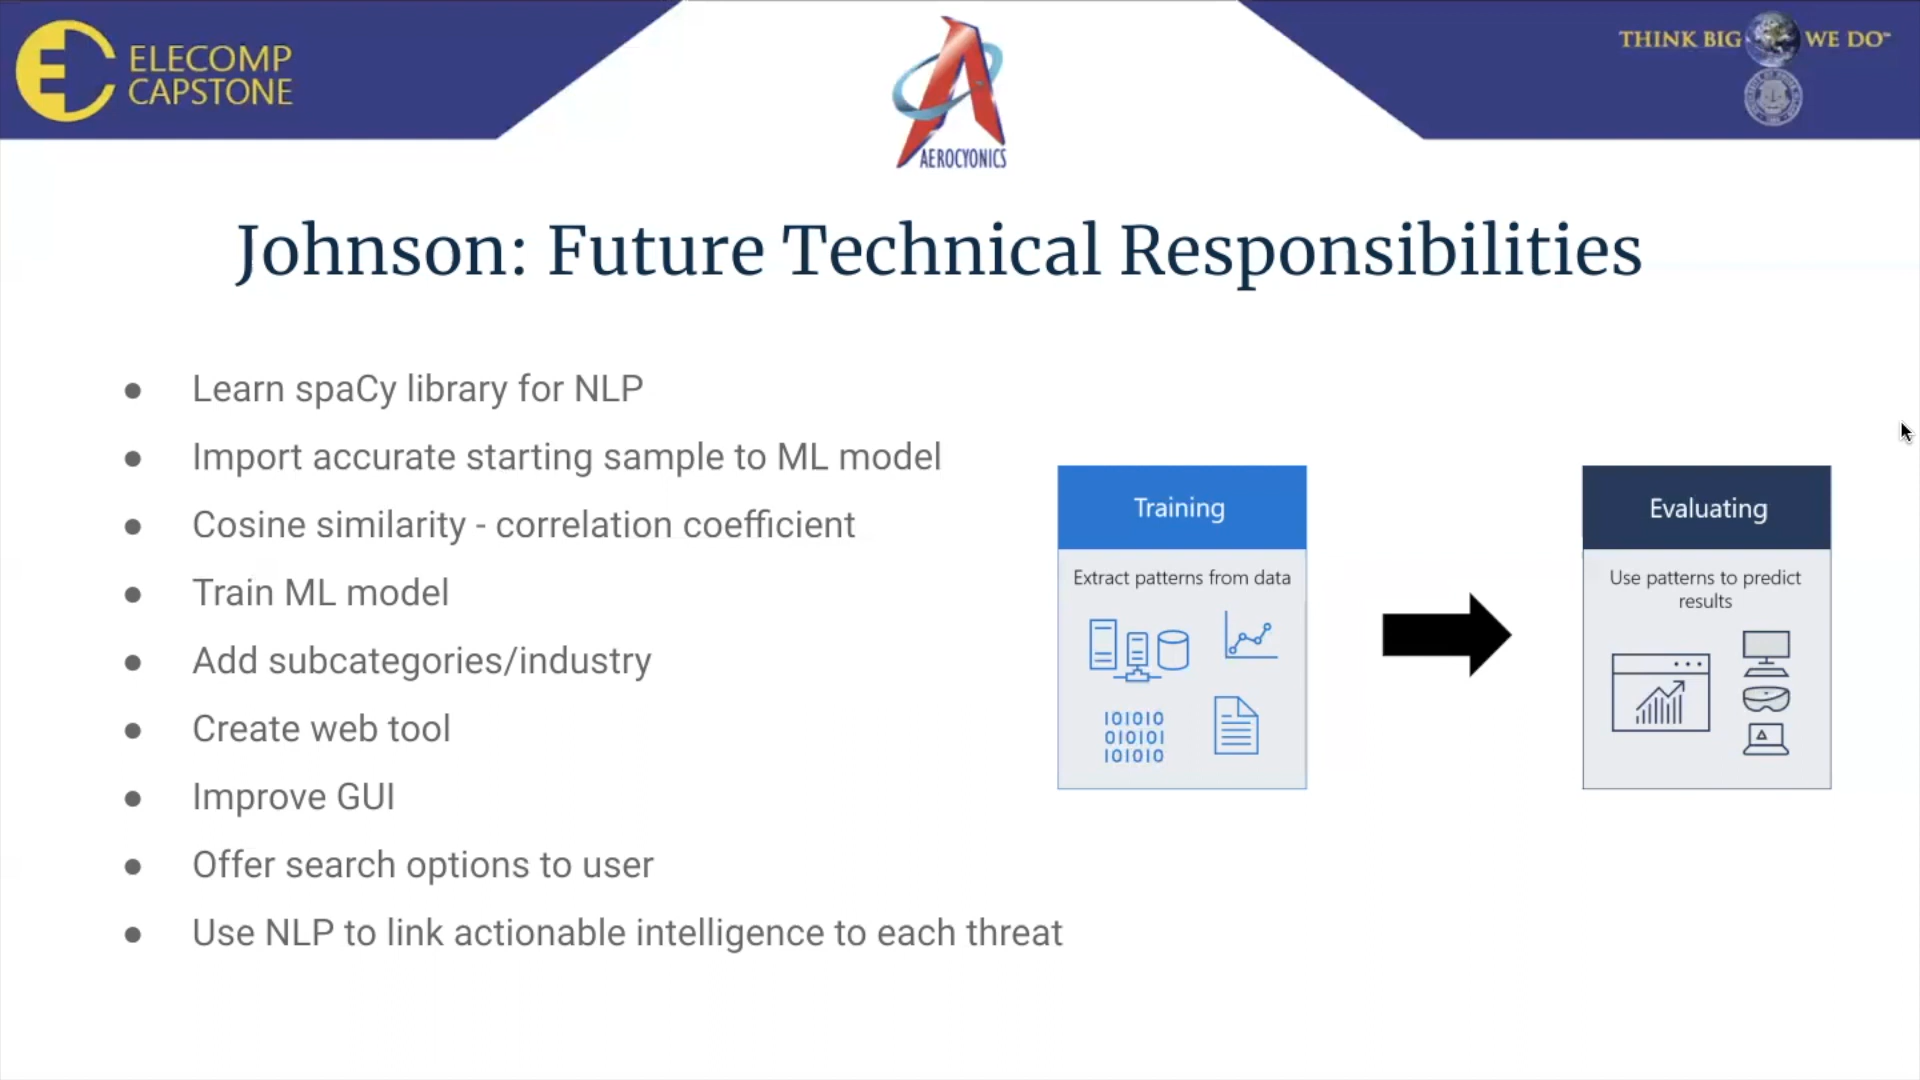 ELECOMP
CAPSTONE
AEROCYONICS
THINK BIG WE DO℠
Johnson: Future Technical Responsibilities
● Learn spaCy library for NLP
● Import accurate starting sample to ML model
● Cosine similarity - correlation coefficient
● Train ML model
● Add subcategories/industry
● Create web tool
● Improve GUI
● Offer search options to user
● Use NLP to link actionable intelligence to each threat
Training
Extract patterns from data
101010
010101
101010
Evaluating
Use patterns to predict
results